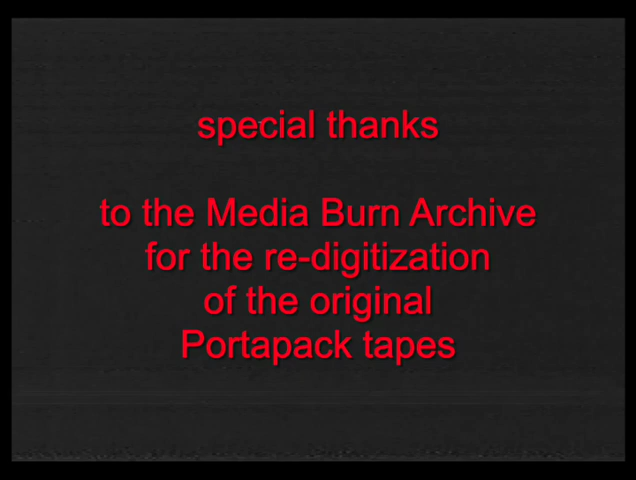 special thanks
to the Media Burn Archive
for the re-digitization
of the original
Portapack tapes